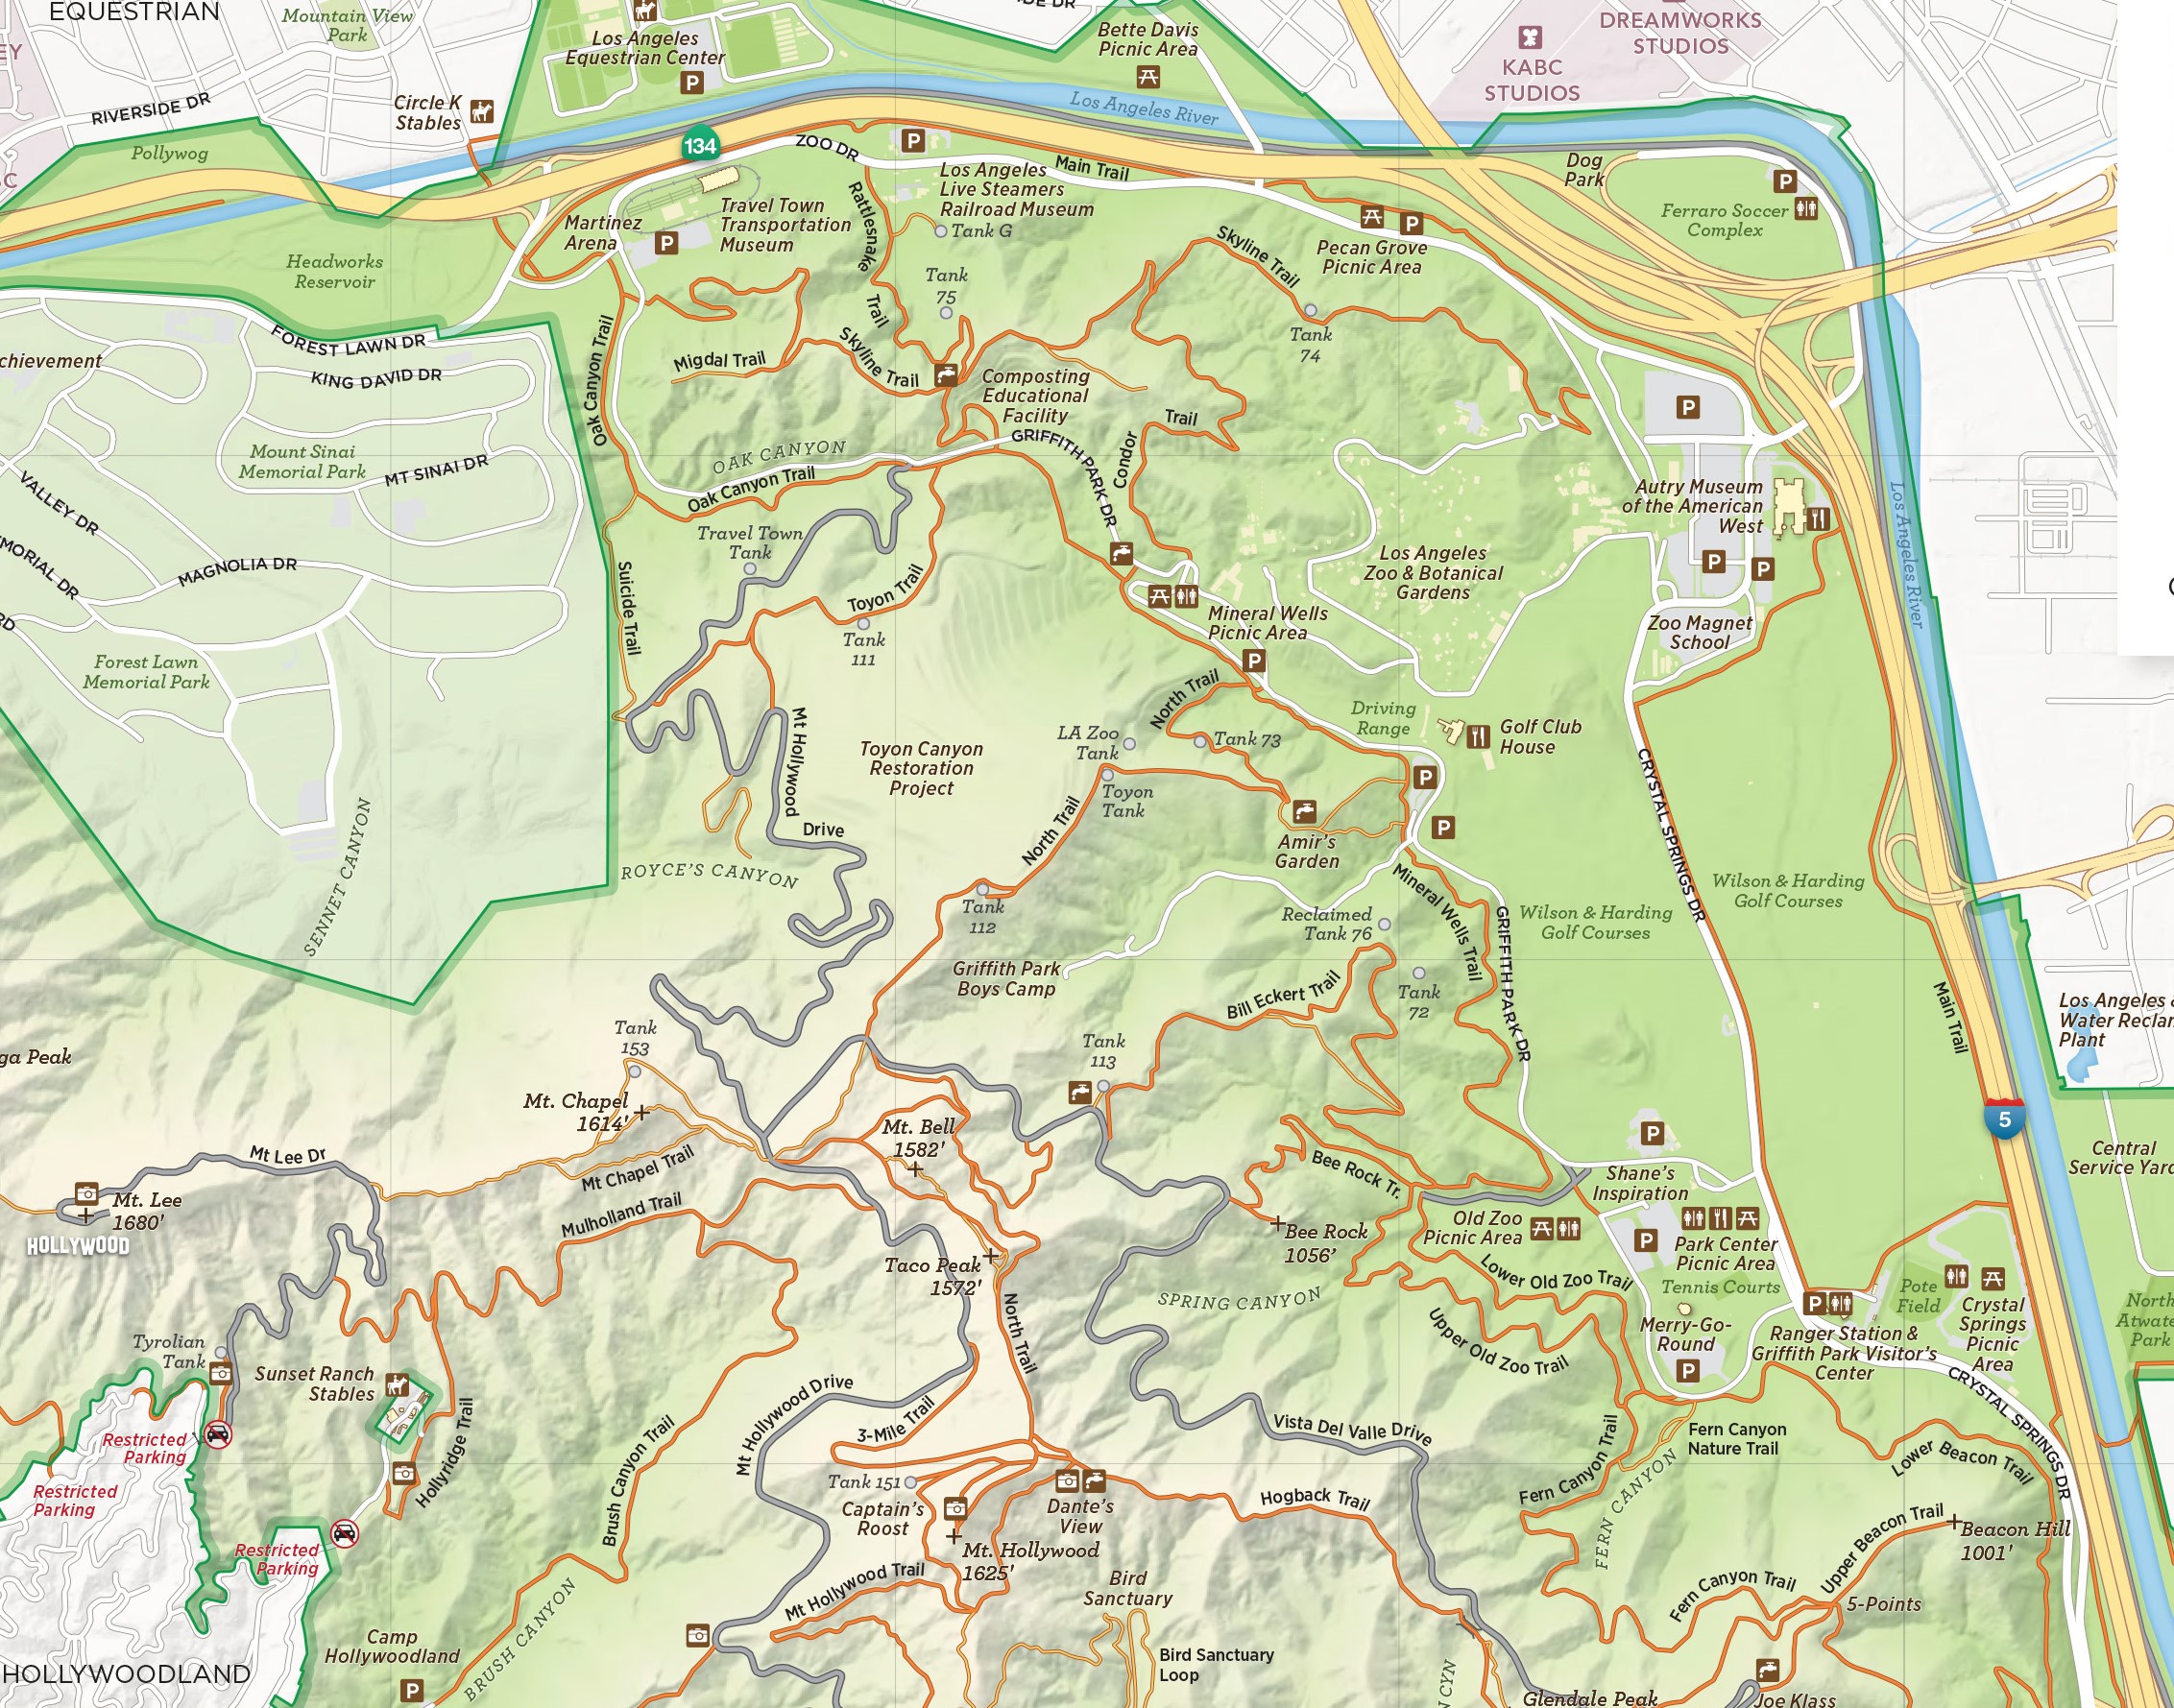 EQUESTRIAN
Mountain View
Park
Los Angeles
Equestrian Center
P
Bette Davis
Picnic Area
KABC
STUDIOS
DREAMWORKS
STUDIOS
RIVERSIDE DR
Circle K
Stables
Pollywog
134
ZOO DR
P
Los Angeles River
Main Trail
Dog
Park
P
Ferraro Soccer
Complex
Los Angeles
Live Steamers
Railroad Museum
Tank G
Martinez
Arena
P
Travel Town
Transportation
Museum
Rattlesnake
Trail
Headworks
Reservoir
Tank
75
Skyline Trail
P
Pecan Grove
Picnic Area
Tank
74
FOREST LAWN DR
KING DAVID DR
chievement
Oak Canyon Trail
Migdal Trail
Skyline Trail
Composting
Educational
Facility
Trail
Condor
P
Mount Sinai
Memorial Park
MT SINAI DR
OAK CANYON
GRIFFITH PARK DR
Oak Canyon Trail
VALLEY DR
Autry Museum
of the American
West
Los Angeles River
Travel Town
Tank
MORIAL DR
MAGNOLIA DR
Los Angeles
Zoo & Botanical
Gardens
P
P
RD
Suicide Trail
Toyon Trail
Tank
111
Mineral Wells
Picnic Area
P
Zoo Magnet
School
Forest Lawn
Memorial Park
North Trail
Driving
Range
Golf Club
House
Mt Hollywood
Drive
Toyon Canyon
Restoration
Project
LA Zoo
Tank
Tank 73
Toyon
Tank
P
P
CRYSTAL SPRINGS DR
Amir's
Garden
North Trail
SENNET CANYON
ROYCE'S CANYON
Mineral Wells Trail
Wilson & Harding
Golf Courses
Wilson & Harding
Golf Courses
Tank
112
Reclaimed
Tank 76
GRIFFITH PARK DR
Griffith Park
Boys Camp
Bill Eckert Trail
Tank
72
Main Trail
Los Angeles &
Water Reclar
Plant
ga Peak
Tank
153
Tank
113
Mt. Chapel
1614'
Mt. Bell
1582'
P
5
Central
Service Yard
Mt Lee Dr
Mt Chapel Trail
Bee Rock Tr.
Shane's
Inspiration
Mt. Lee
1680'
HOLLYWOOD
Mulholland Trail
Bee Rock
1056'
Old Zoo
Picnic Area
P
Park Center
Picnic Area
Taco Peak
1572'
SPRING CANYON
Lower Old Zoo Trail
Tennis Courts
P
Pote
Field
Crystal
Springs
Picnic
Area
North
Atwate
Park
North Trail
Upper Old Zoo Trail
Merry-Go-
Round
P
Ranger Station &
Griffith Park Visitor's
Center
Tyrolian
Tank
Sunset Ranch
Stables
Mt Hollywood Drive
3-Mile Trail
CRYSTAL SPRINGS DR
Restricted
Parking
Hollyridge Trail
Brush Canyon Trail
Vista Del Valle Drive
Fern Canyon Trail
Fern Canyon
Nature Trail
Lower Beacon Trail
Restricted
Parking
Tank 151
Captain's
Roost
Dante's
View
Hogback Trail
FERN CANYON
Upper Beacon Trail
Beacon Hill
1001'
Restricted
Parking
Mt. Hollywood
1625'
Mt Hollywood Trail
Bird
Sanctuary
Fern Canyon Trail
5-Points
Camp
Hollywoodland
P
BRUSH CANYON
Bird Sanctuary
Loop
HOLLYWOODLAND
N CYN
Glendale Peak
Joe Klass